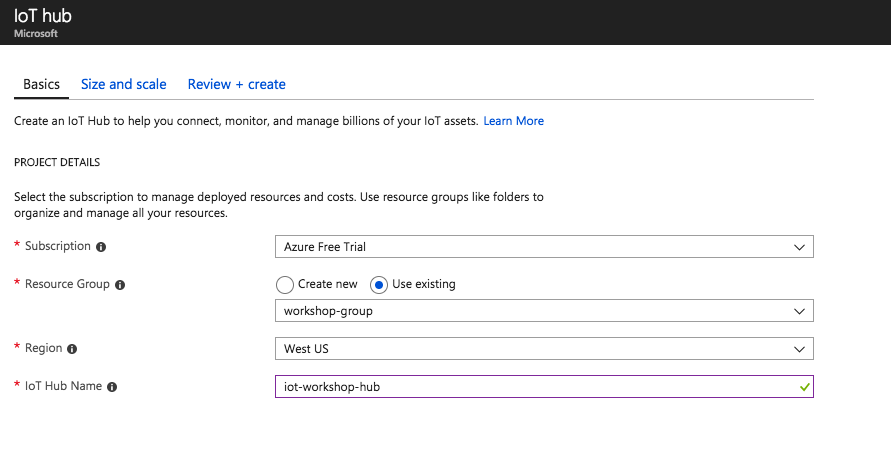 IoT hub
Microsoft
Basics Size and scale Review + create
Create an IoT Hub to help you connect, monitor, and manage billions of your IoT assets. Learn More
PROJECT DETAILS
Select the subscription to manage deployed resources and costs. Use resource groups like folders to
organize and manage all your resources.
* Subscription Azure Free Trial
* Resource Group Create new Use existing
workshop-group
* Region West US
* IoT Hub Name iot-workshop-hub